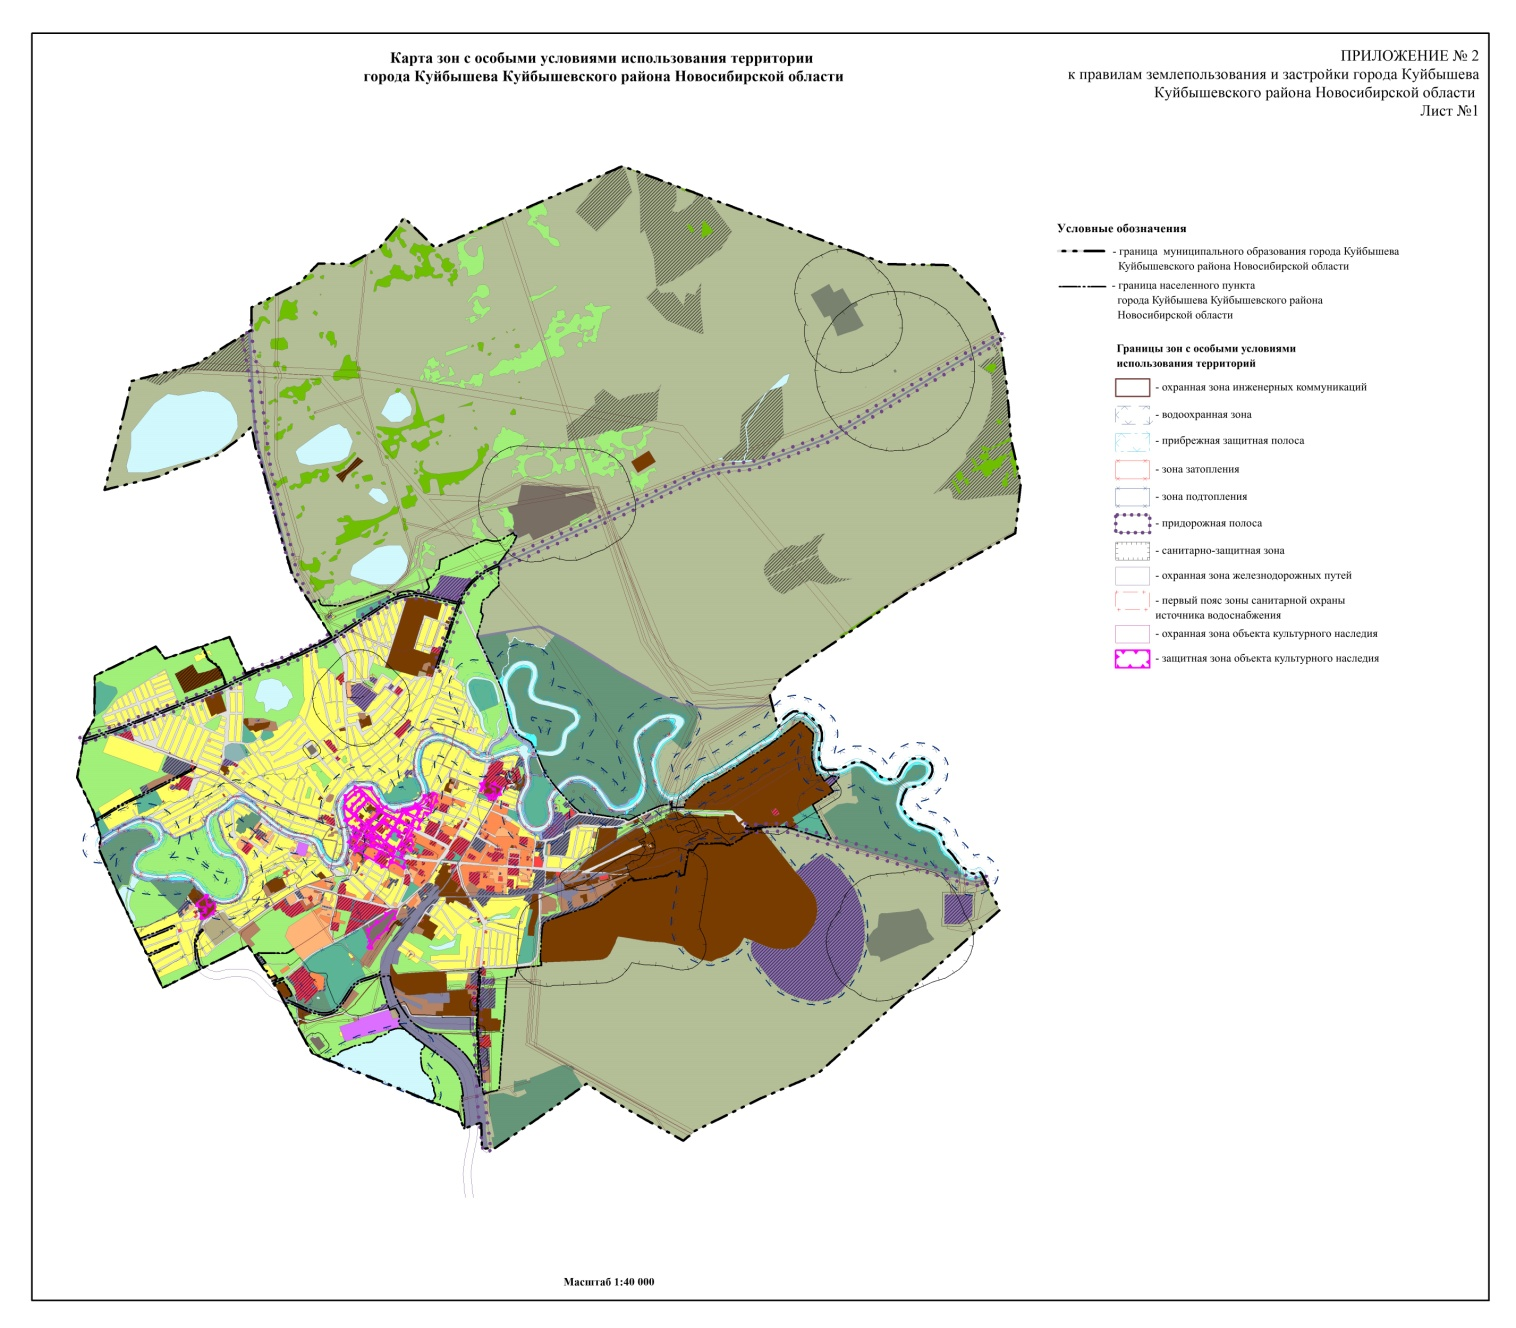 Карта зон с особыми условиями использования территории
города Куйбышева Куйбышевского района Новосибирской области
ПРИЛОЖЕНИЕ № 2
к правилам землепользования и застройки города Куйбышева
Куйбышевского района Новосибирской области
Лист №1
Условные обозначения
- граница муниципального образования города Куйбышева
Куйбышевского района Новосибирской области
- граница населенного пункта
города Куйбышева Куйбышевского района
Новосибирской области
Границы зон с особыми условиями
использования территорий
- охранная зона инженерных коммуникаций
- водоохранная зона
- прибрежная защитная полоса
- зона затопления
- зона подтопления
- придорожная полоса
- санитарно-защитная зона
- охранная зона железнодорожных путей
- первый пояс зоны санитарной охраны
источника водоснабжения
- охранная зона объекта культурного наследия
- защитная зона объекта культурного наследия
Масштаб 1:40 000